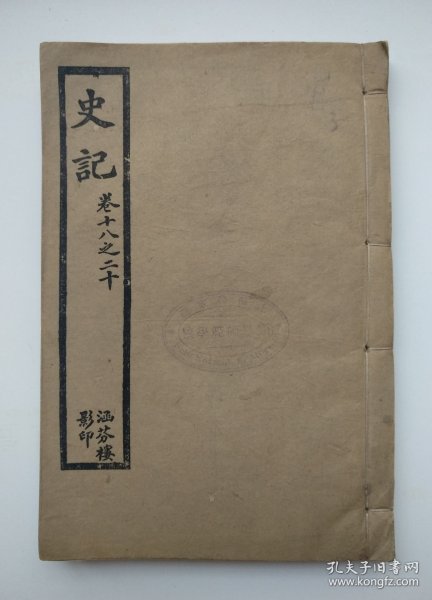 史記
卷十八之二十
涵芬樓
影印
孔夫子旧书网
www.kongfz.com